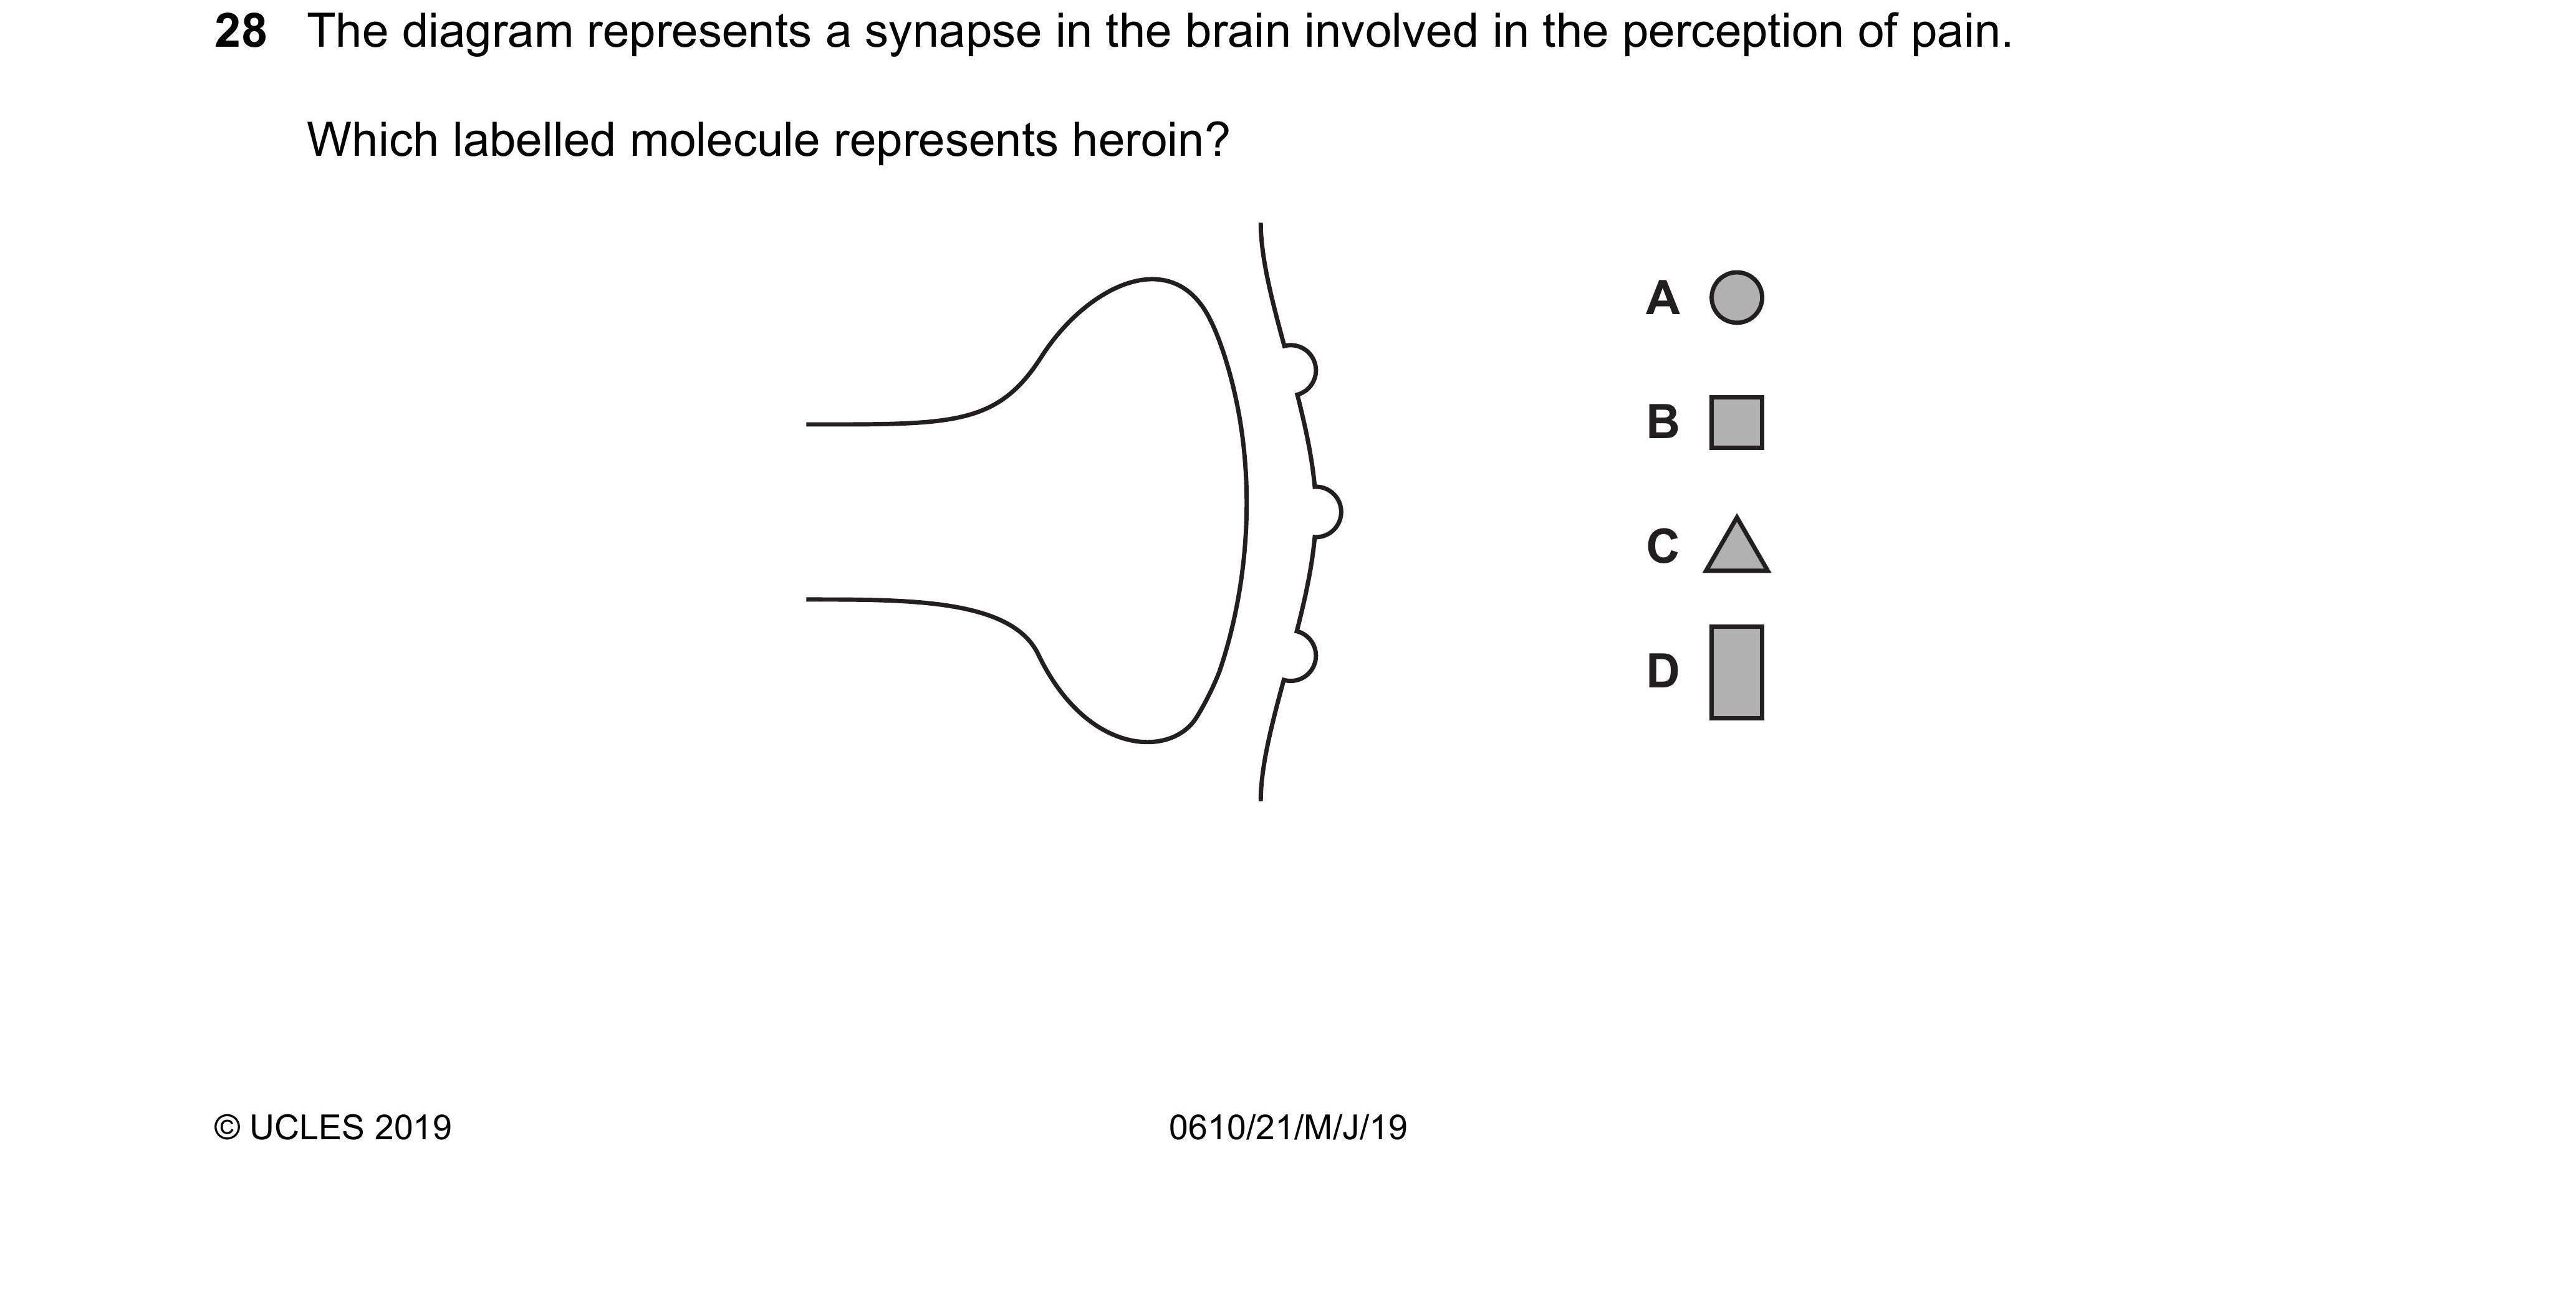 28 The diagram represents a synapse in the brain involved in the perception of pain.
Which labelled molecule represents heroin?
A
B
C
D
© UCLES 2019 0610/21/M/J/19